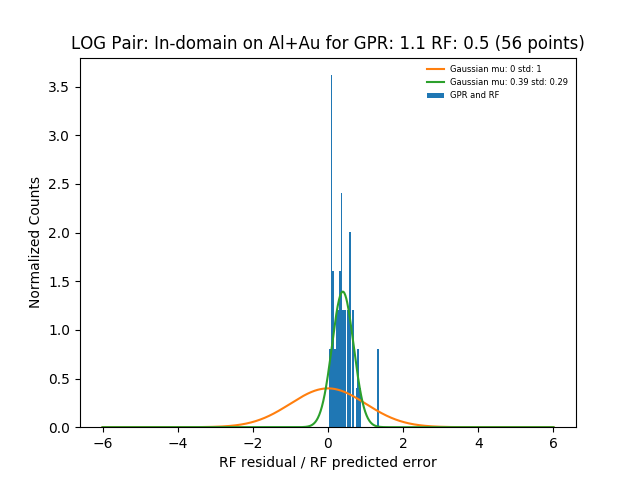 LOG Pair: In-domain on Al+Au for GPR: 1.1 RF: 0.5 (56 points)
Gaussian mu: 0 std: 1
Gaussian mu: 0.39 std: 0.29
GPR and RF
Normalized Counts
3.5
3.0
2.5
2.0
1.5
1.0
0.5
0.0
−6
−4
−2
0
2
4
6
RF residual / RF predicted error